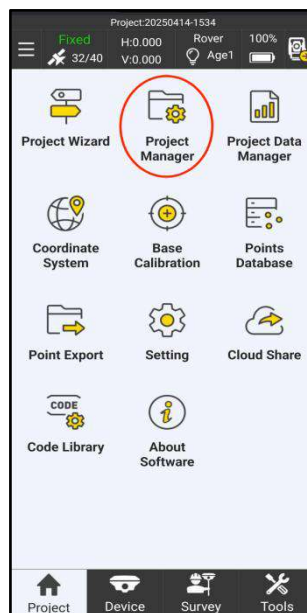 Project:20250414-1534
Fixed H:0.000 Rover 100%
32/40 V:0.000 Age1
Project Wizard Project Manager Project Data Manager
Coordinate System Base Calibration Points Database
Point Export Setting Cloud Share
CODE
Code Library About Software
Project Device Survey Tools